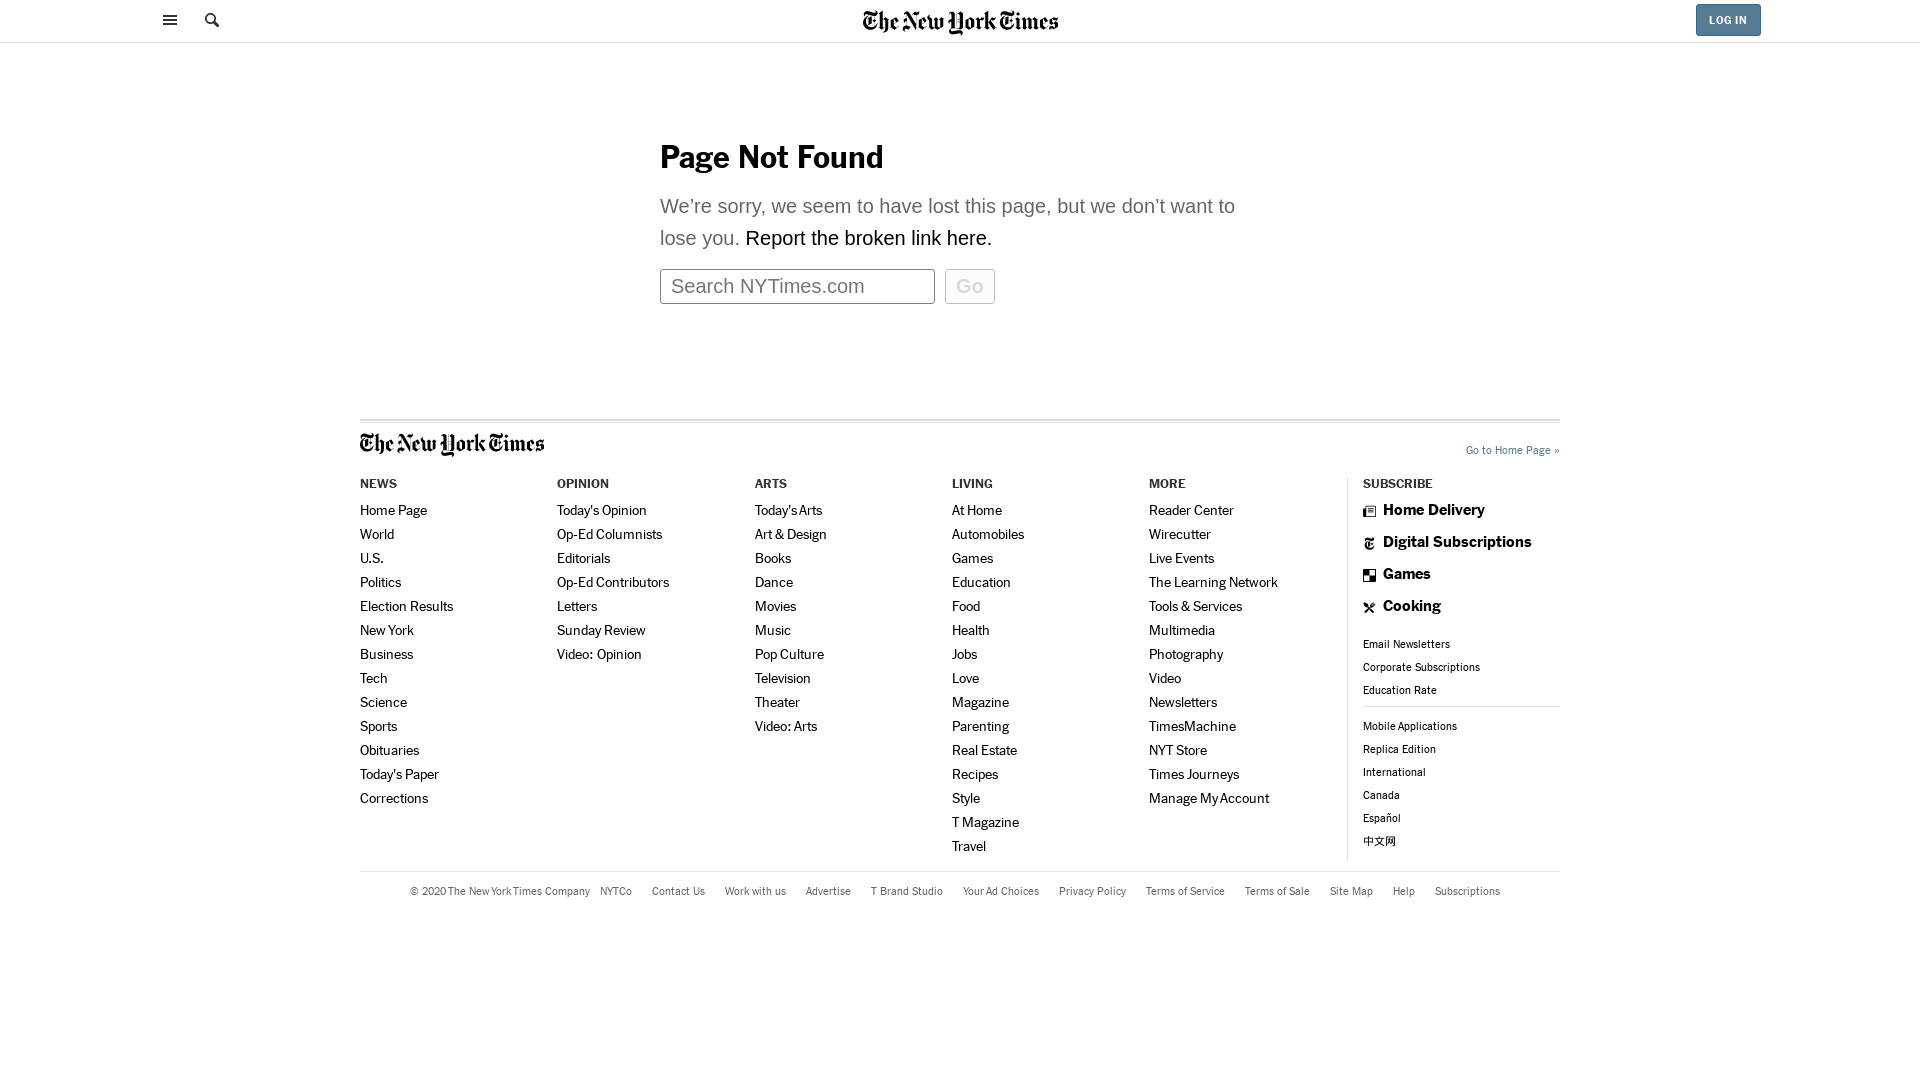 The New York Times
LOG IN
Page Not Found
We’re sorry, we seem to have lost this page, but we don’t want to
lose you. Report the broken link here.
Search NYTimes.com
Go
The New York Times
Go to Home Page »
NEWS
Home Page
World
U.S.
Politics
Election Results
New York
Business
Tech
Science
Sports
Obituaries
Today's Paper
Corrections
OPINION
Today's Opinion
Op-Ed Columnists
Editorials
Op-Ed Contributors
Letters
Sunday Review
Video: Opinion
ARTS
Today's Arts
Art & Design
Books
Dance
Movies
Music
Pop Culture
Television
Theater
Video: Arts
LIVING
At Home
Automobiles
Games
Education
Food
Health
Jobs
Love
Magazine
Parenting
Real Estate
Recipes
Style
T Magazine
Travel
MORE
Reader Center
Wirecutter
Live Events
The Learning Network
Tools & Services
Multimedia
Photography
Video
Newsletters
TimesMachine
NYT Store
Times Journeys
Manage My Account
SUBSCRIBE
Home Delivery
Digital Subscriptions
Games
Cooking
Email Newsletters
Corporate Subscriptions
Education Rate
Mobile Applications
Replica Edition
International
Canada
Español
中文网
© 2020 The New York Times Company NYTCo Contact Us Work with us Advertise T Brand Studio Your Ad Choices Privacy Policy Terms of Service Terms of Sale Site Map Help Subscriptions